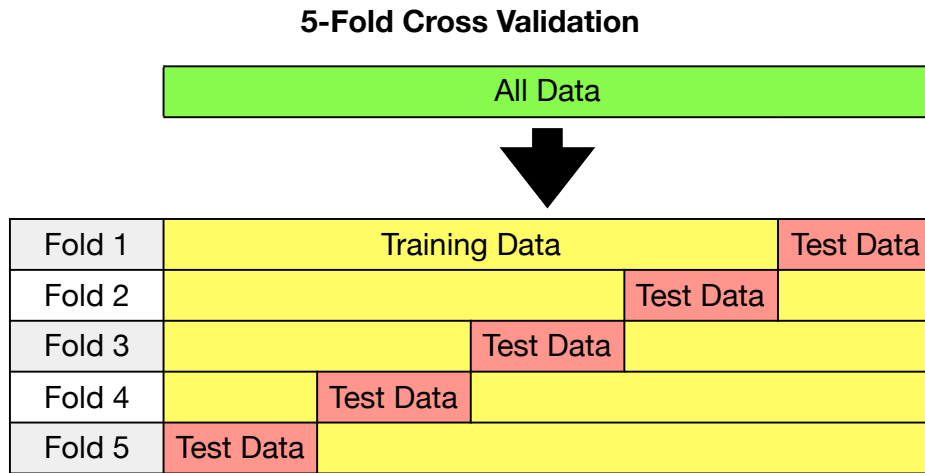 5-Fold Cross Validation
All Data
Fold 1 Training Data Test Data
Fold 2 Test Data
Fold 3 Test Data
Fold 4 Test Data
Fold 5 Test Data